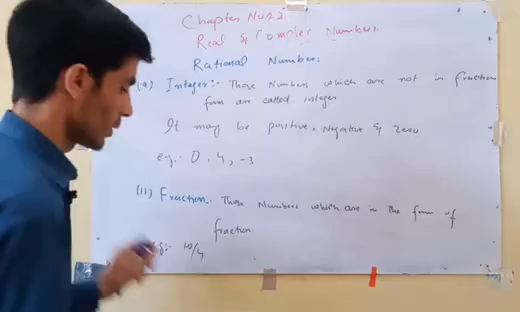 Chapter No:2
Real & Complex Numbers.
Rational Number:
(a) Integer:- Those Numbers which are not in fraction
form are called integer
It may be positive, Negative & zero
e.g:- 0, 4, -3
(11) Fraction:- Those Numbers which are in the form of
fraction.
g:- 10/4